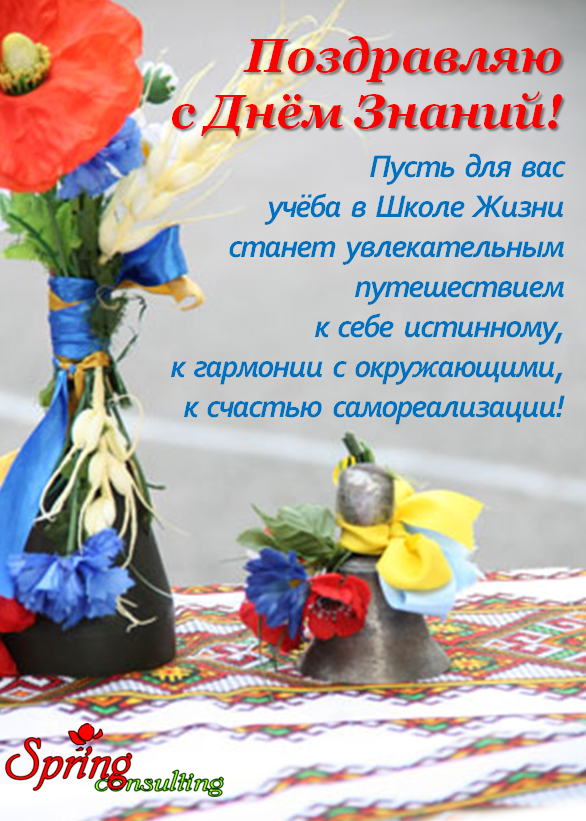 Поздравляю
с Днём Знаний!
Пусть для вас
учёба в Школе Жизни
станет увлекательным
путешествием
к себе истинному,
к гармонии с окружающими,
к счастью самореализации!
Spring
consulting